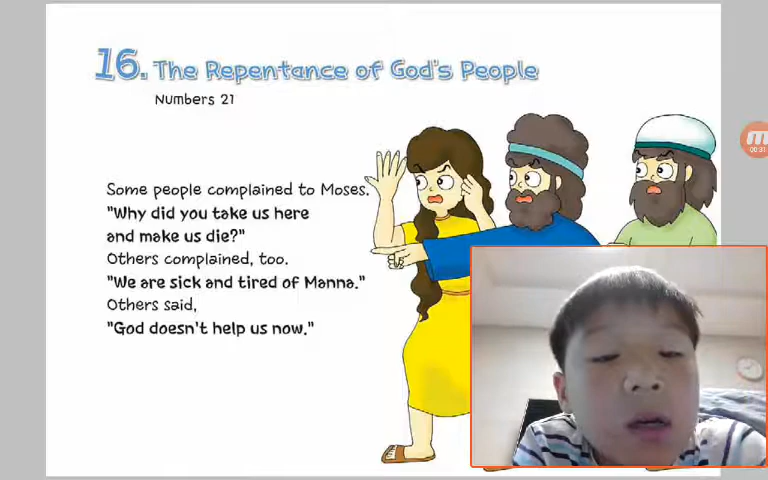 16. The Repentance of God's People
Numbers 21
Some people complained to Moses.
"Why did you take us here
and make us die?"
Others complained, too.
"We are sick and tired of Manna."
Others said,
"God doesn't help us now."
M
00:31